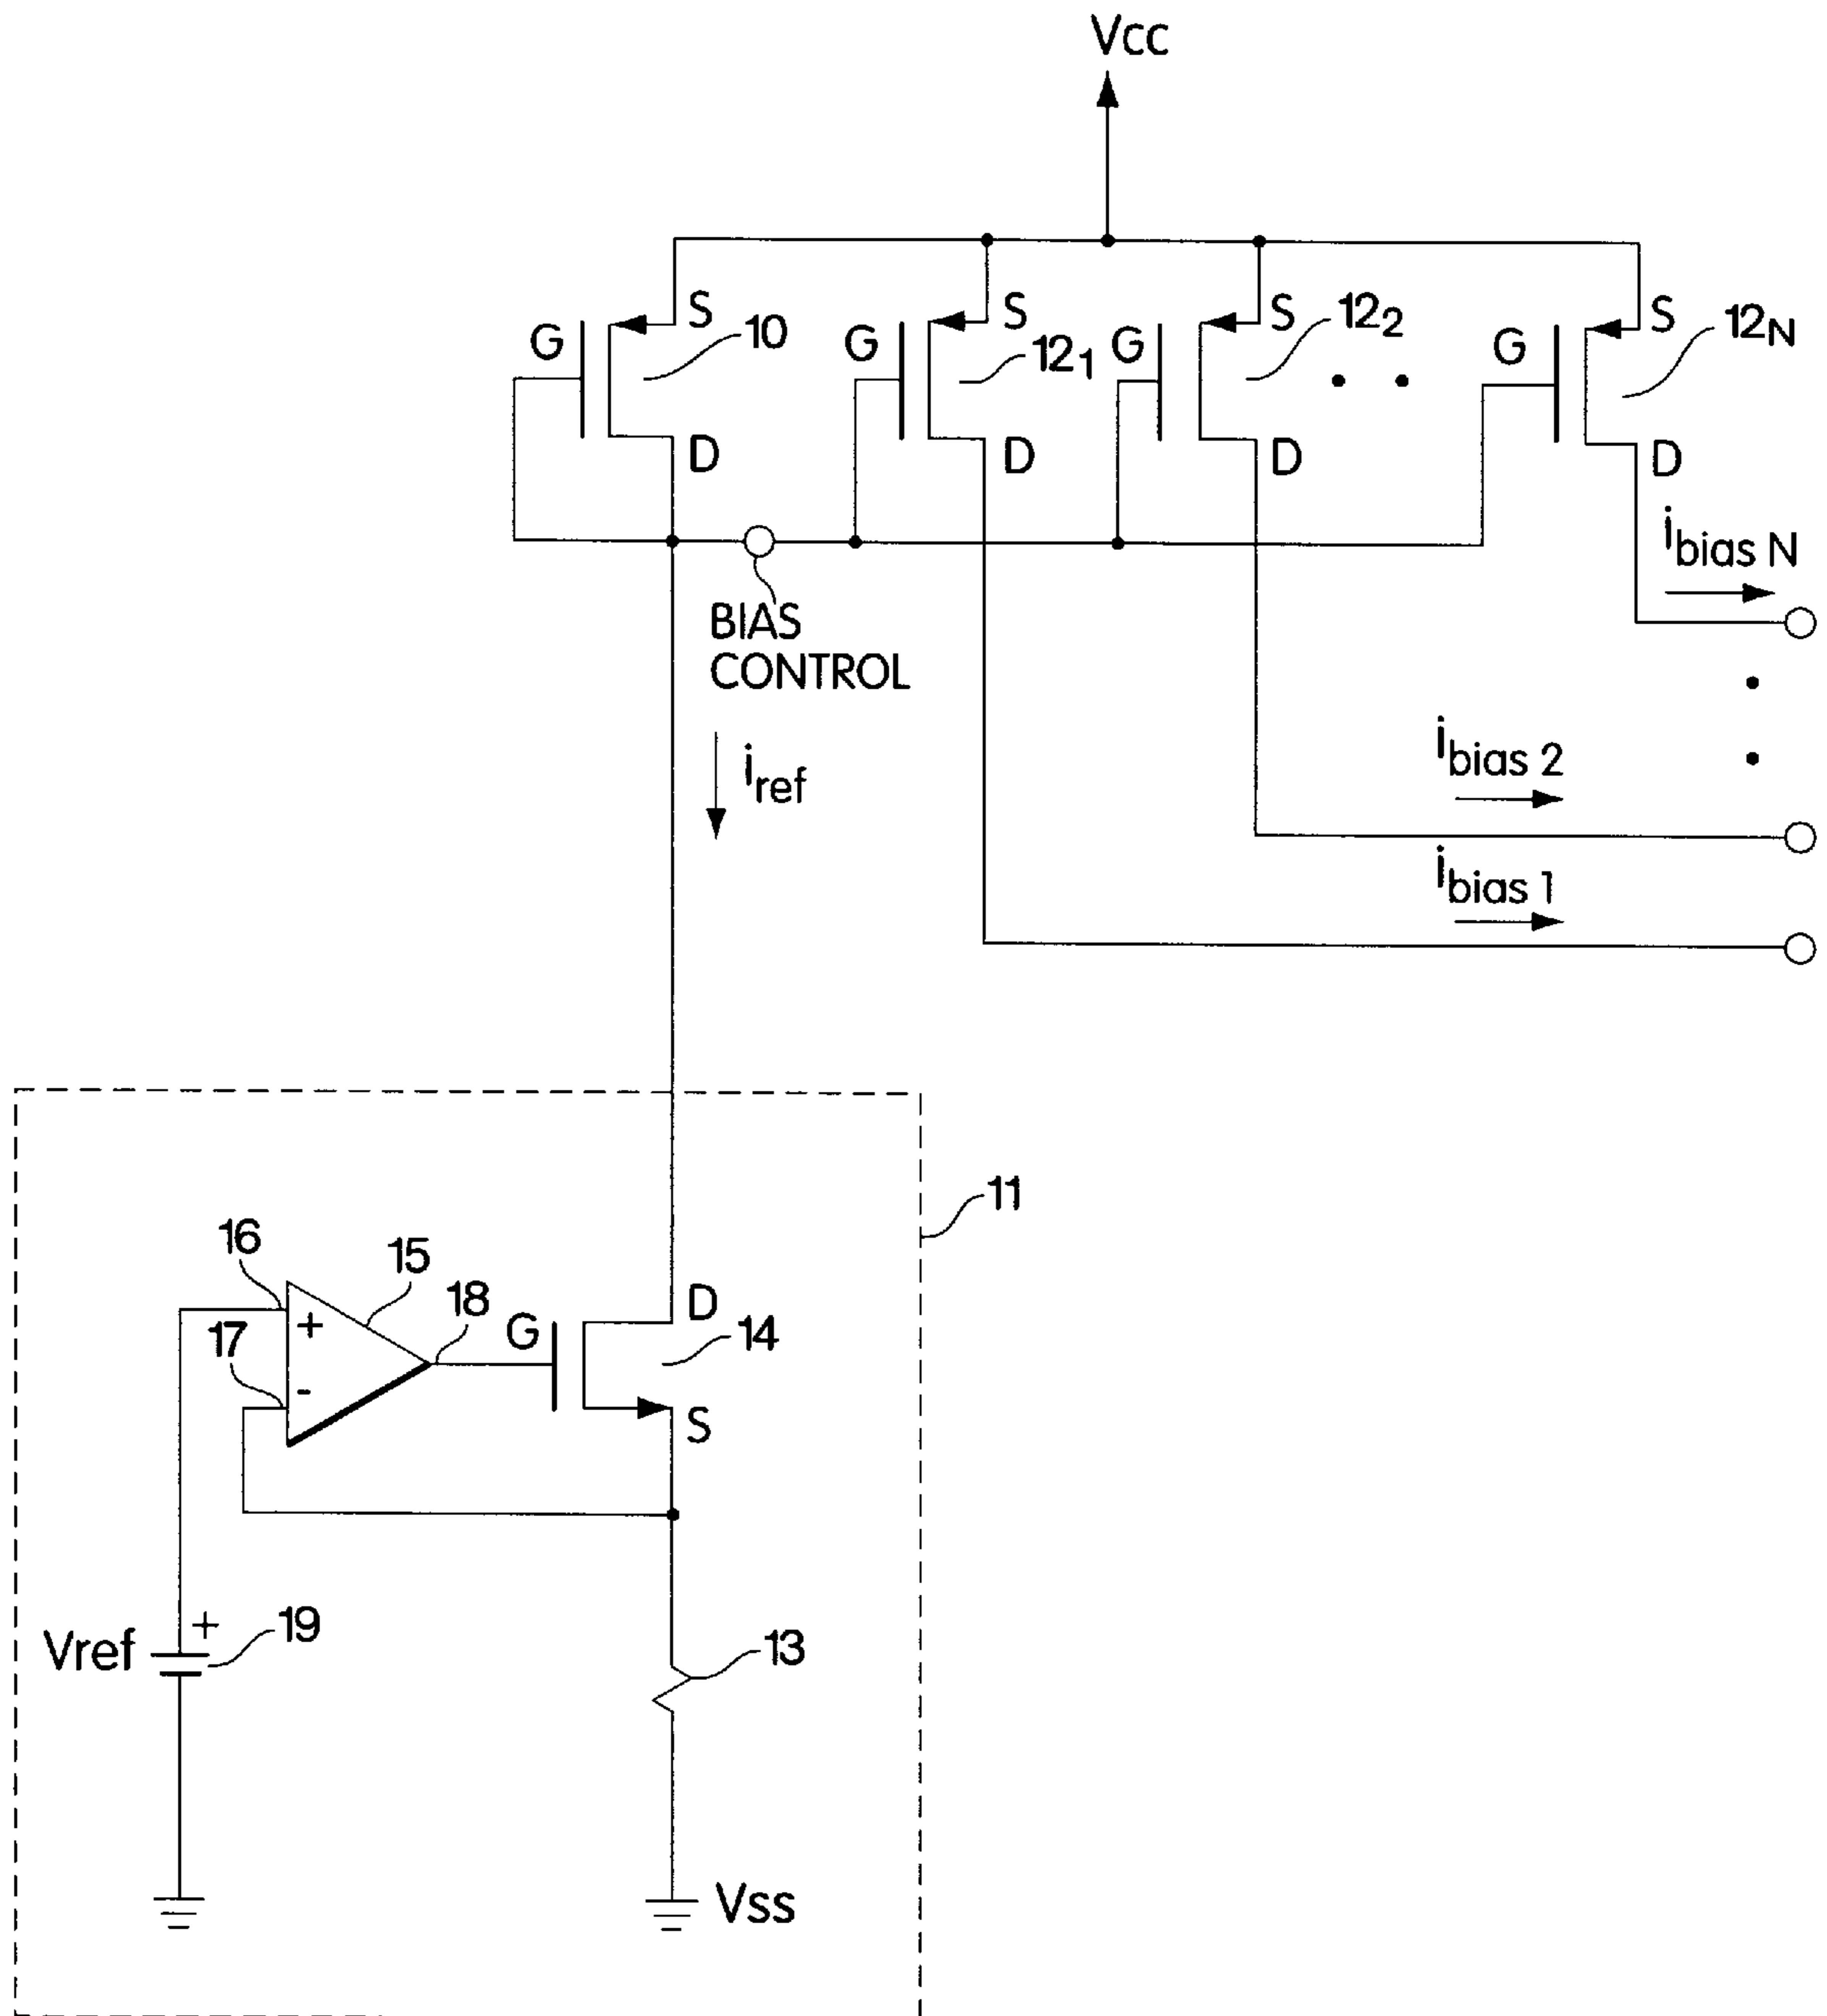 Vcc
S
10
G
D
S
12₁
G
D
S
12₂
G
D
S
12N
G
D
BIAS
CONTROL
iref
ibias N
ibias 2
ibias 1
11
16
15
17
18
+
-
G
D
14
S
+
Vref
19
13
Vss